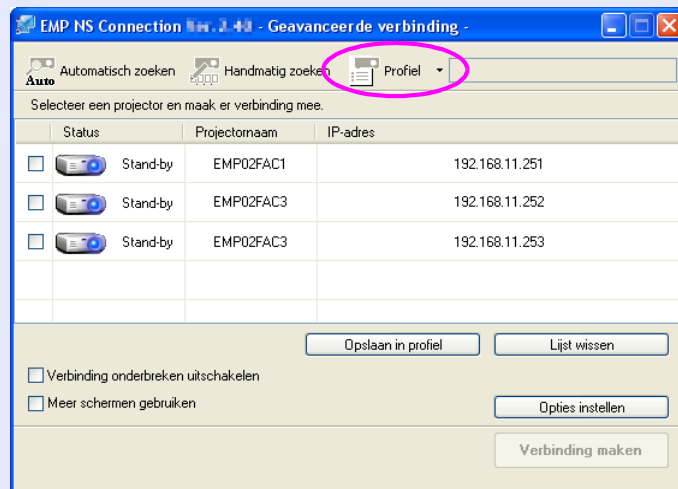 EMP NS Connection - Geavanceerde verbinding -
Auto Automatisch zoeken Handmatig zoeken Profiel
Selecteer een projector en maak er verbinding mee.
Status Projectornaam IP-adres
Stand-by EMP02FAC1 192.168.11.251
Stand-by EMP02FAC3 192.168.11.252
Stand-by EMP02FAC3 192.168.11.253
Opslaan in profiel Lijst wissen
Verbinding onderbreken uitschakelen
Meer schermen gebruiken
Opties instellen
Verbinding maken